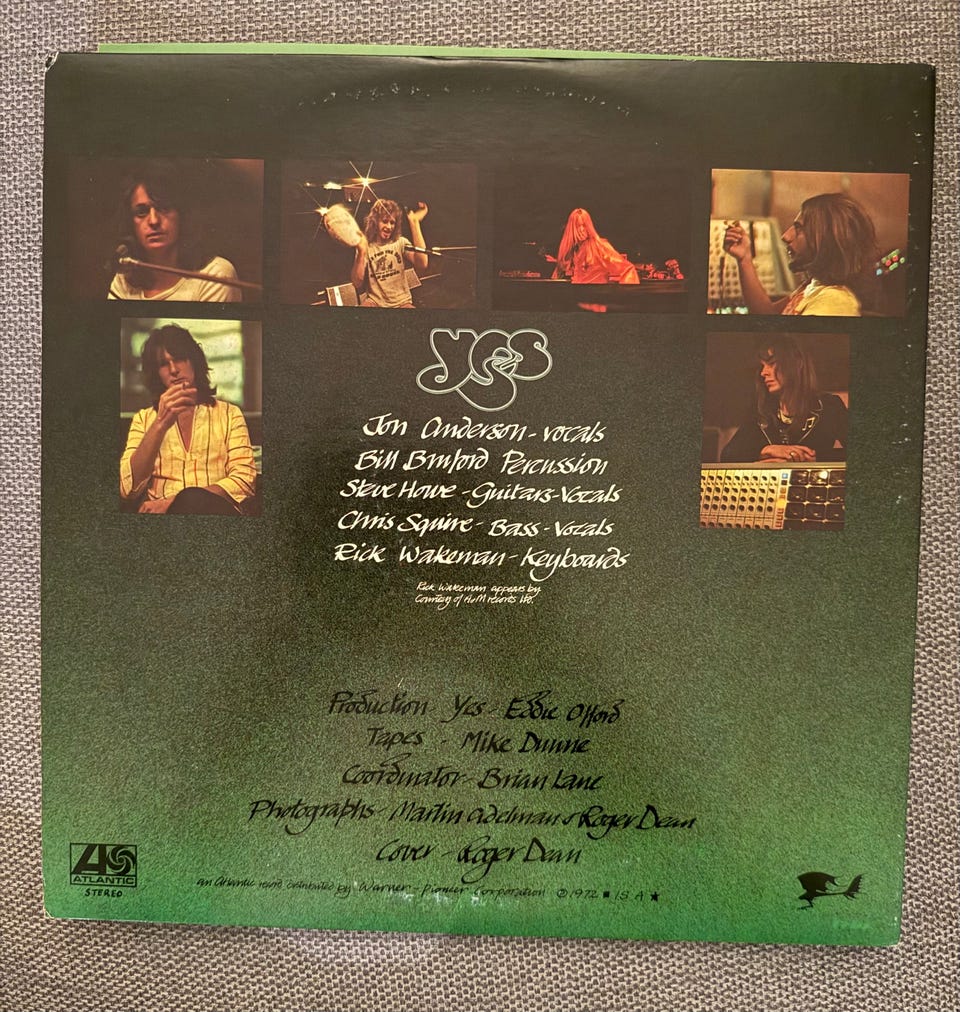 yes
Jon Anderson - vocals
Bill Bruford Percussion
Steve Howe - Guitars - Vocals
Chris Squire - Bass - Vocals
Rick Wakeman - Keyboards
Rick Wakeman appears by
Courtesy of A&M records ltd.
Production Yes - Eddie Offord
Tapes - Mike Dunne
Coordinator - Brian Lane
Photographs - Martin Adelman & Roger Dean
Cover - Roger Dean
ATLANTIC
STEREO
an Atlantic record distributed by Warner - Pioneer Corporation ℗ 1972 ■ IS A ★